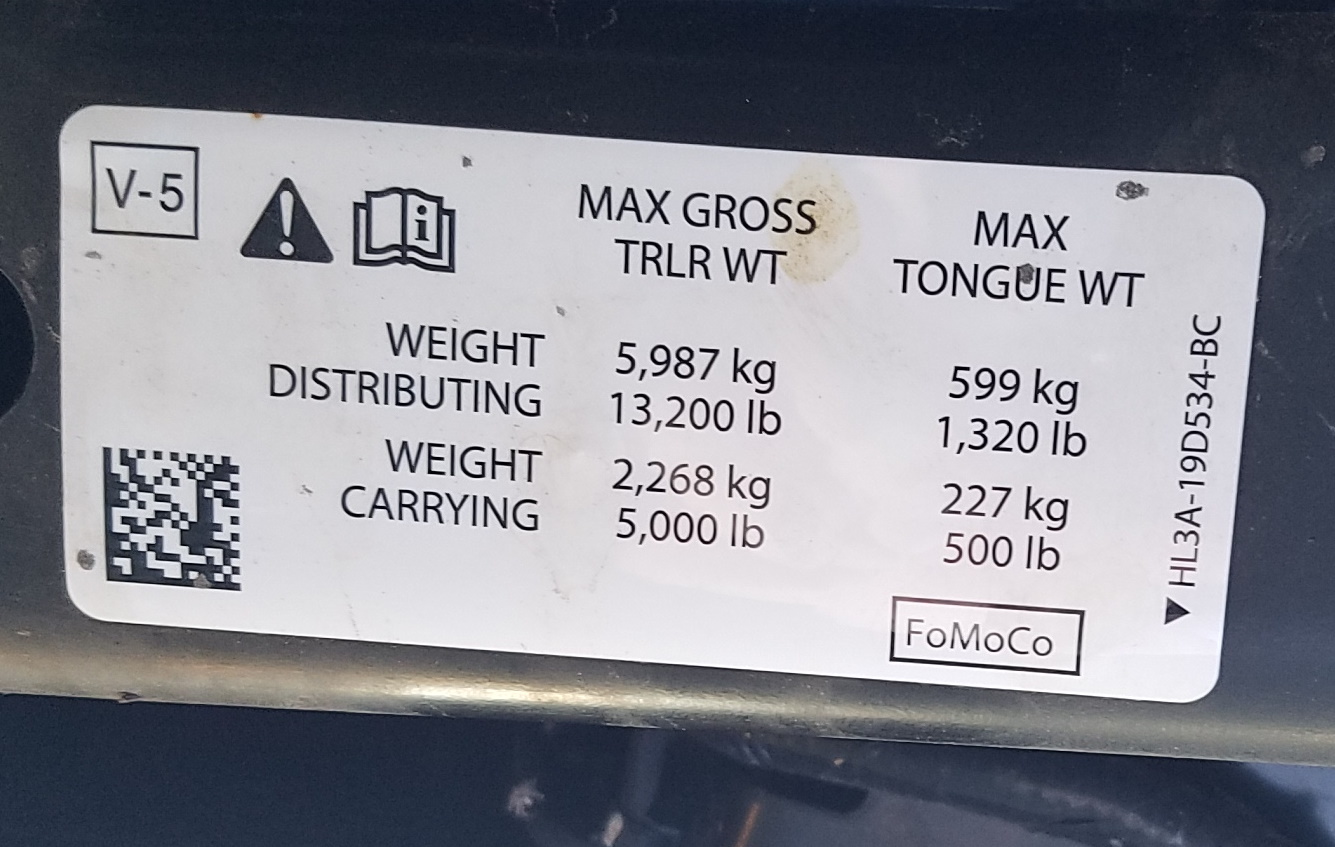 V-5
MAX GROSS
TRLR WT
MAX
TONGUE WT
WEIGHT
DISTRIBUTING
5,987 kg
13,200 lb
599 kg
1,320 lb
WEIGHT
CARRYING
2,268 kg
5,000 lb
227 kg
500 lb
FoMoCo
HL3A-19D534-BC